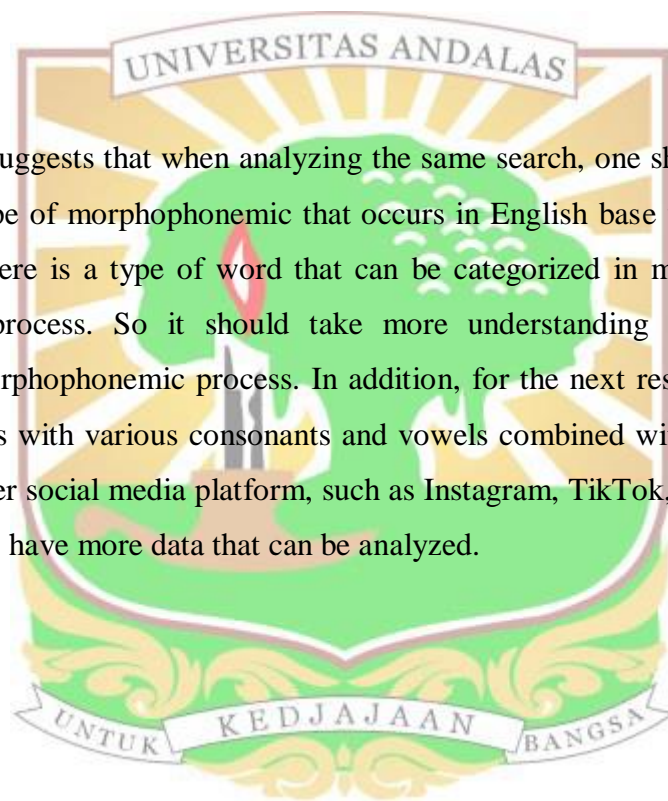 UNIVERSITAS ANDALAS
uggests that when analyzing the same search, one sh
pe of morphophonemic that occurs in English base
ere is a type of word that can be categorized in m
process. So it should take more understanding
rphophonemic process. In addition, for the next res
s with various consonants and vowels combined wi
er social media platform, such as Instagram, TikTok,
have more data that can be analyzed.
UNTUK KEDJAJAAN BANGSA